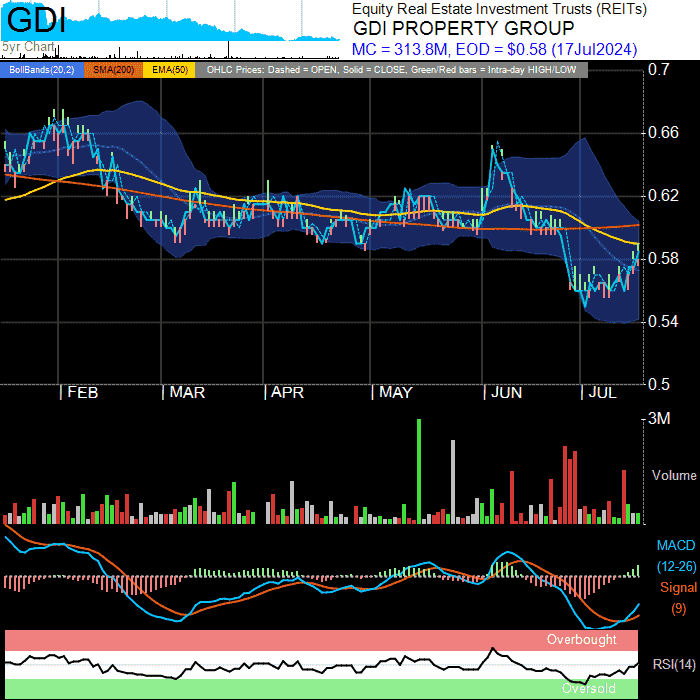 GDI
5yr Chart
Equity Real Estate Investment Trusts (REITs)
GDI PROPERTY GROUP
MC = 313.8M, EOD = $0.58 (17Jul2024)
BollBands(20,2) SMA(200) EMA(50) OHLC Prices: Dashed = OPEN, Solid = CLOSE, Green/Red bars = Intra-day HIGH/LOW
0.7
0.66
0.62
0.58
0.54
0.5
FEB MAR APR MAY JUN JUL
3M
Volume
MACD
(12-26)
Signal
(9)
Overbought
RSI(14)
Oversold